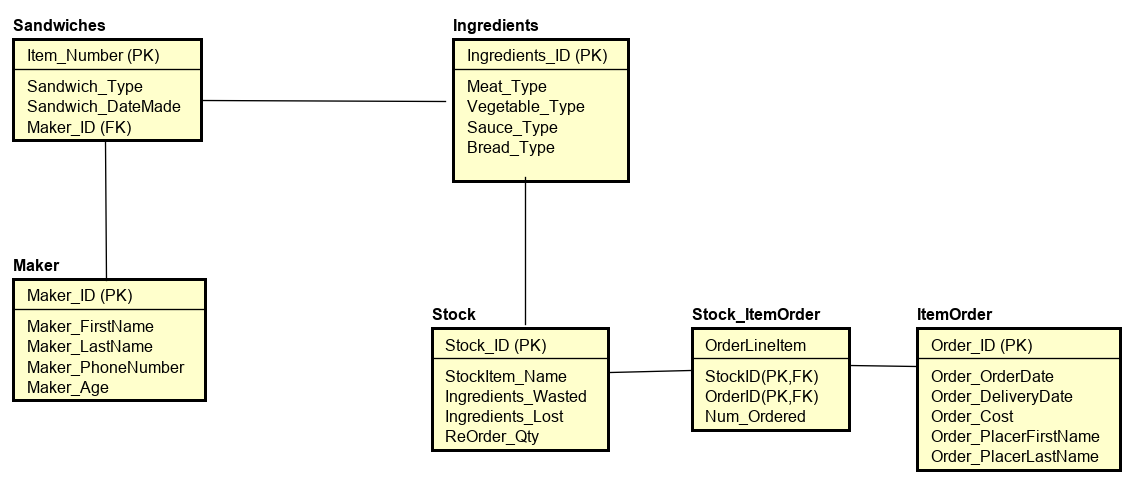 Sandwiches
Item_Number (PK)
Sandwich_Type
Sandwich_DateMade
Maker_ID (FK)
Ingredients
Ingredients_ID (PK)
Meat_Type
Vegetable_Type
Sauce_Type
Bread_Type
Maker
Maker_ID (PK)
Maker_FirstName
Maker_LastName
Maker_PhoneNumber
Maker_Age
Stock
Stock_ID (PK)
StockItem_Name
Ingredients_Wasted
Ingredients_Lost
ReOrder_Qty
Stock_ItemOrder
OrderLineItem
StockID(PK,FK)
OrderID(PK,FK)
Num_Ordered
ItemOrder
Order_ID (PK)
Order_OrderDate
Order_DeliveryDate
Order_Cost
Order_PlacerFirstName
Order_PlacerLastName